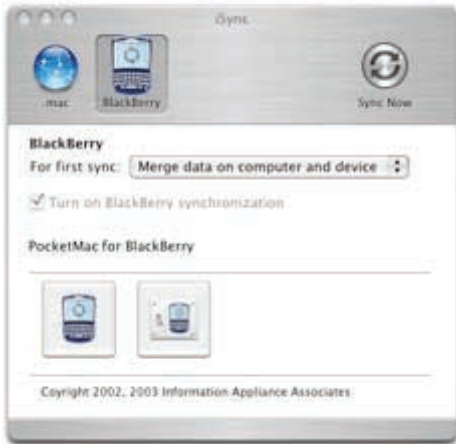 iSync
.mac
BlackBerry
Sync Now
BlackBerry
For first sync: Merge data on computer and device
Turn on BlackBerry synchronization
PocketMac for BlackBerry
Coyright 2002, 2003 Information Appliance Associates